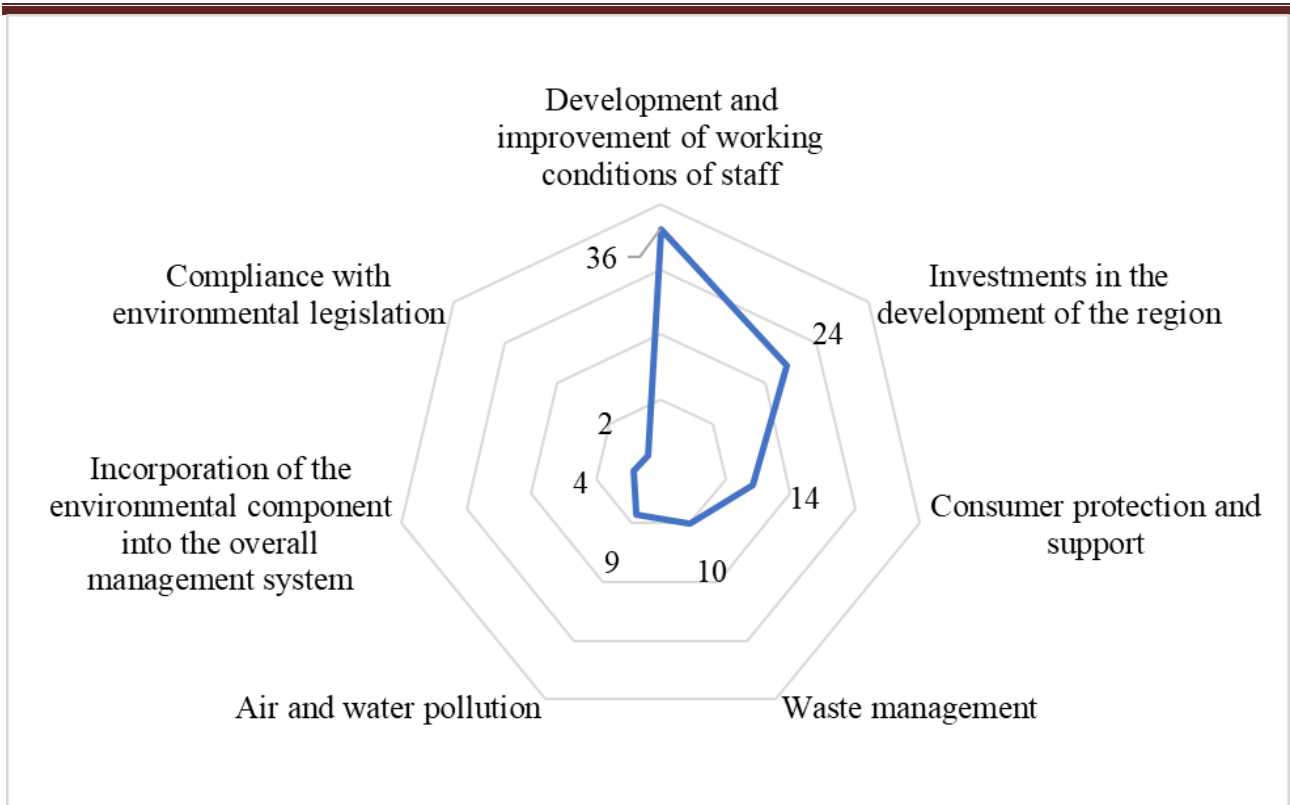 Development and
improvement of working
conditions of staff
36
Compliance with
environmental legislation
Investments in the
development of the region
24
2
Incorporation of the
environmental component
into the overall
management system
4
14
Consumer protection and
support
9
10
Air and water pollution
Waste management